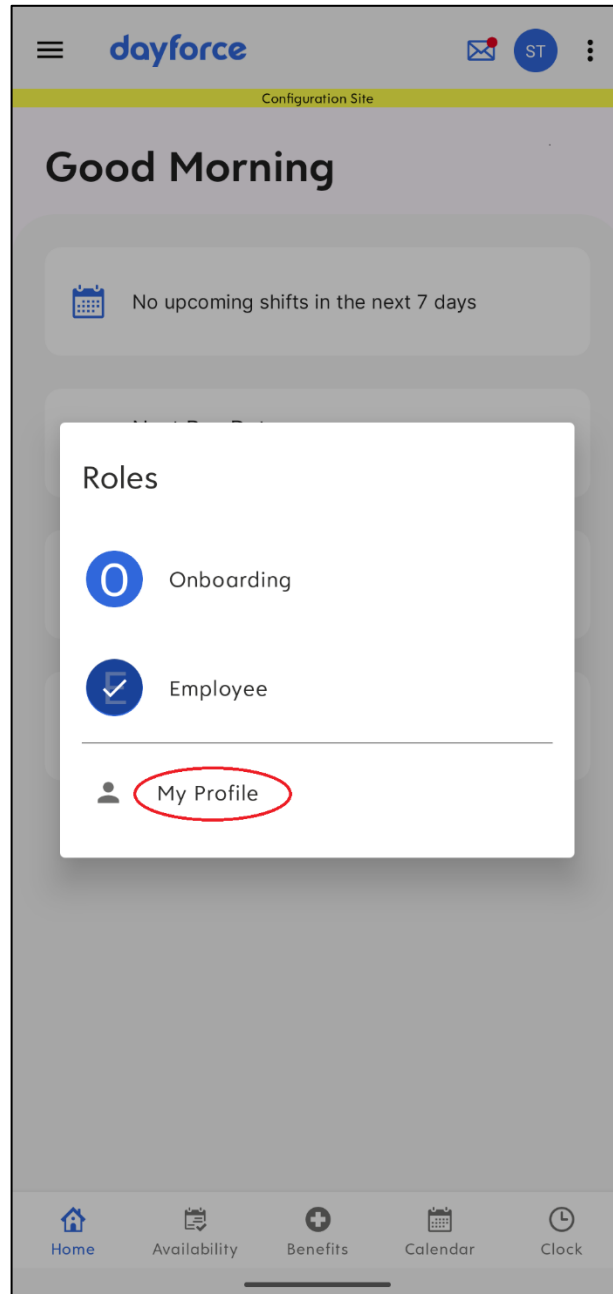 dayforce
ST
Configuration Site
Good Morning
No upcoming shifts in the next 7 days
Roles
O
Onboarding
E
Employee
My Profile
Home
Availability
Benefits
Calendar
Clock